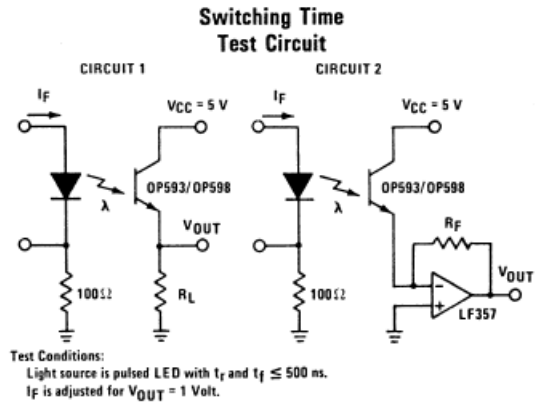 Switching Time
Test Circuit
CIRCUIT 1
CIRCUIT 2
IF
VCC = 5 V
OP593/OP598
λ
VOUT
100Ω
RL
IF
VCC = 5 V
OP593/OP598
λ
RF
VOUT
100Ω
−
+
LF357
Test Conditions:
Light source is pulsed LED with tr and tf ≤ 500 ns.
IF is adjusted for VOUT = 1 Volt.